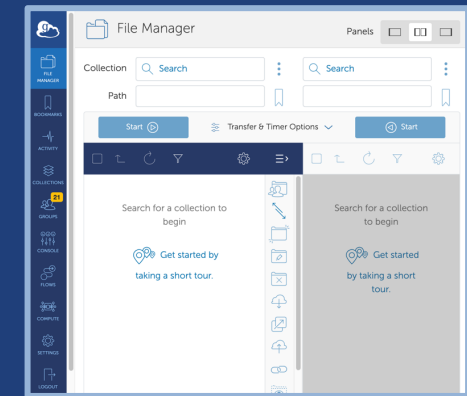 File Manager
Panels
Collection
Search
Search
Path
Start
Transfer & Timer Options
Start
FILE
MANAGER
BOOKMARKS
ACTIVITY
COLLECTIONS
21
GROUPS
CONSOLE
FLOWS
COMPUTE
SETTINGS
LOGOUT
Search for a collection to
begin
Get started by
taking a short tour.
Search for a collection
to begin
Get started
by taking a short
tour.